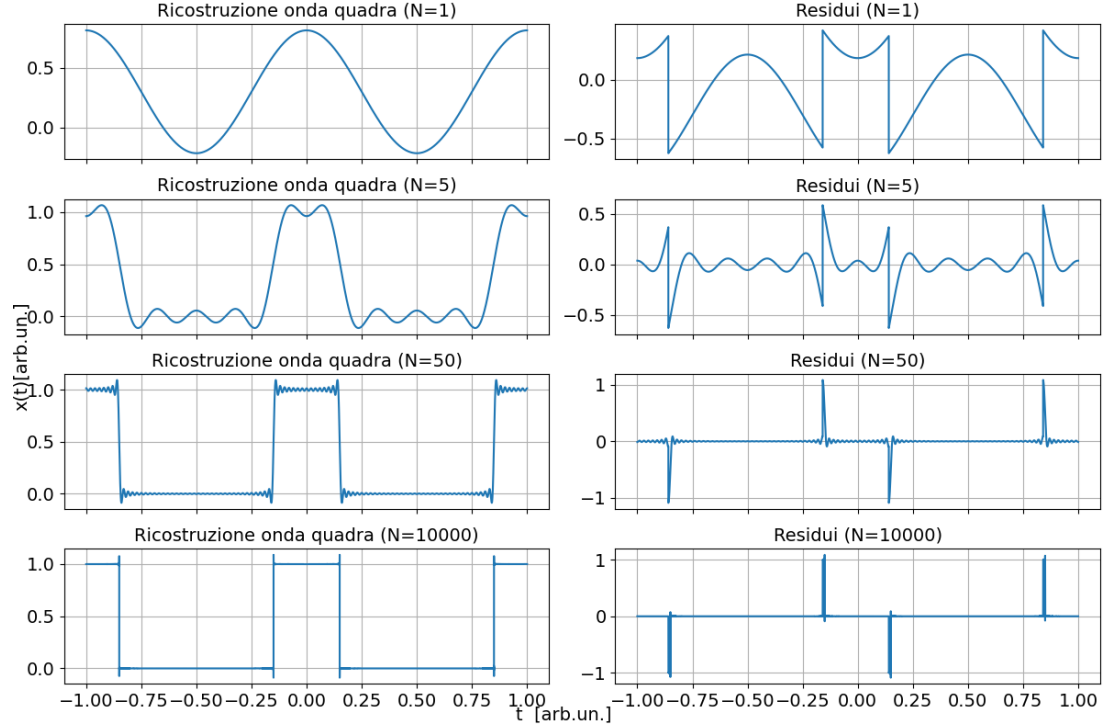 Ricostruzione onda quadra (N=1)
Residui (N=1)
0.5
0.0
0.0
−0.5
Ricostruzione onda quadra (N=5)
Residui (N=5)
1.0
0.5
0.0
0.5
0.0
−0.5
x(t)[arb.un.]
Ricostruzione onda quadra (N=50)
Residui (N=50)
1.0
0.5
0.0
1
0
−1
Ricostruzione onda quadra (N=10000)
Residui (N=10000)
1.0
0.5
0.0
1
0
−1
−1.00 −0.75 −0.50 −0.25 0.00 0.25 0.50 0.75 1.00
−1.00 −0.75 −0.50 −0.25 0.00 0.25 0.50 0.75 1.00
t [arb.un.]